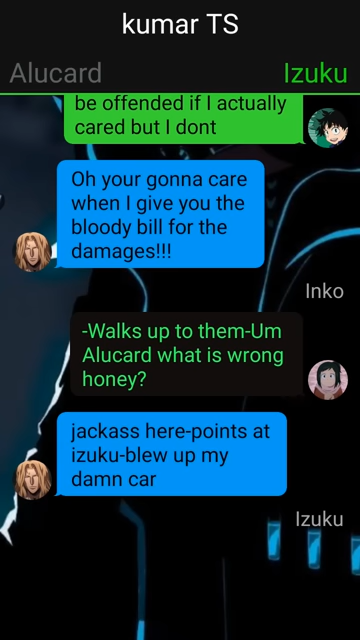 kumar TS
Alucard
Izuku
be offended if I actually
cared but I dont
Oh your gonna care
when I give you the
bloody bill for the
damages!!!
Inko
-Walks up to them-Um
Alucard what is wrong
honey?
jackass here-points at
izuku-blew up my
damn car
Izuku